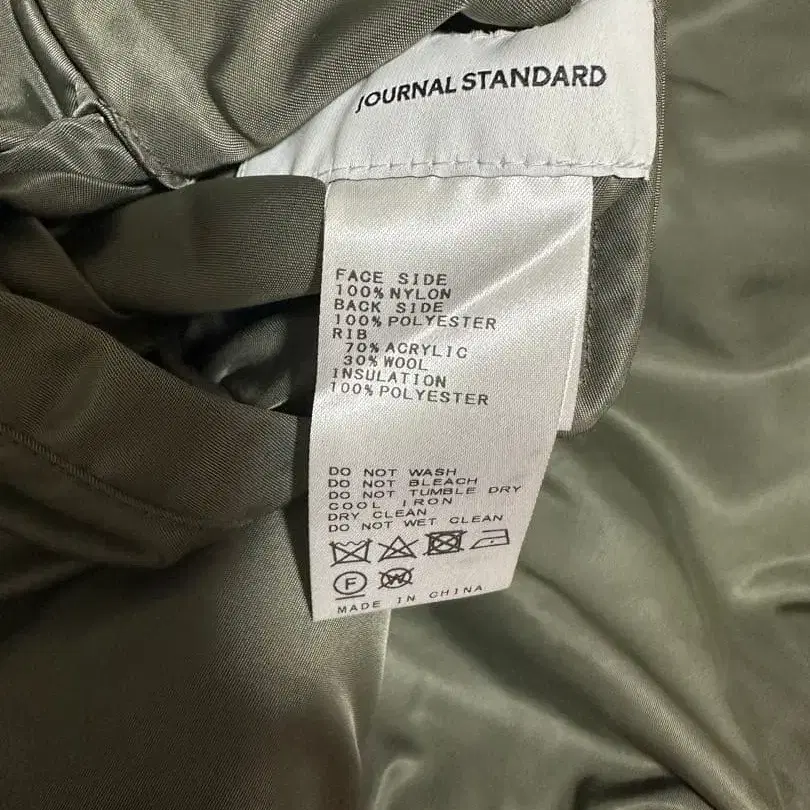 JOURNAL STANDARD
FACE SIDE
100% NYLON
BACK SIDE
100% POLYESTER
RIB
70% ACRYLIC
30% WOOL
INSULATION
100% POLYESTER
DO NOT WASH
DO NOT BLEACH
DO NOT TUMBLE DRY
COOL IRON
DRY CLEAN
DO NOT WET CLEAN
F W
MADE IN CHINA